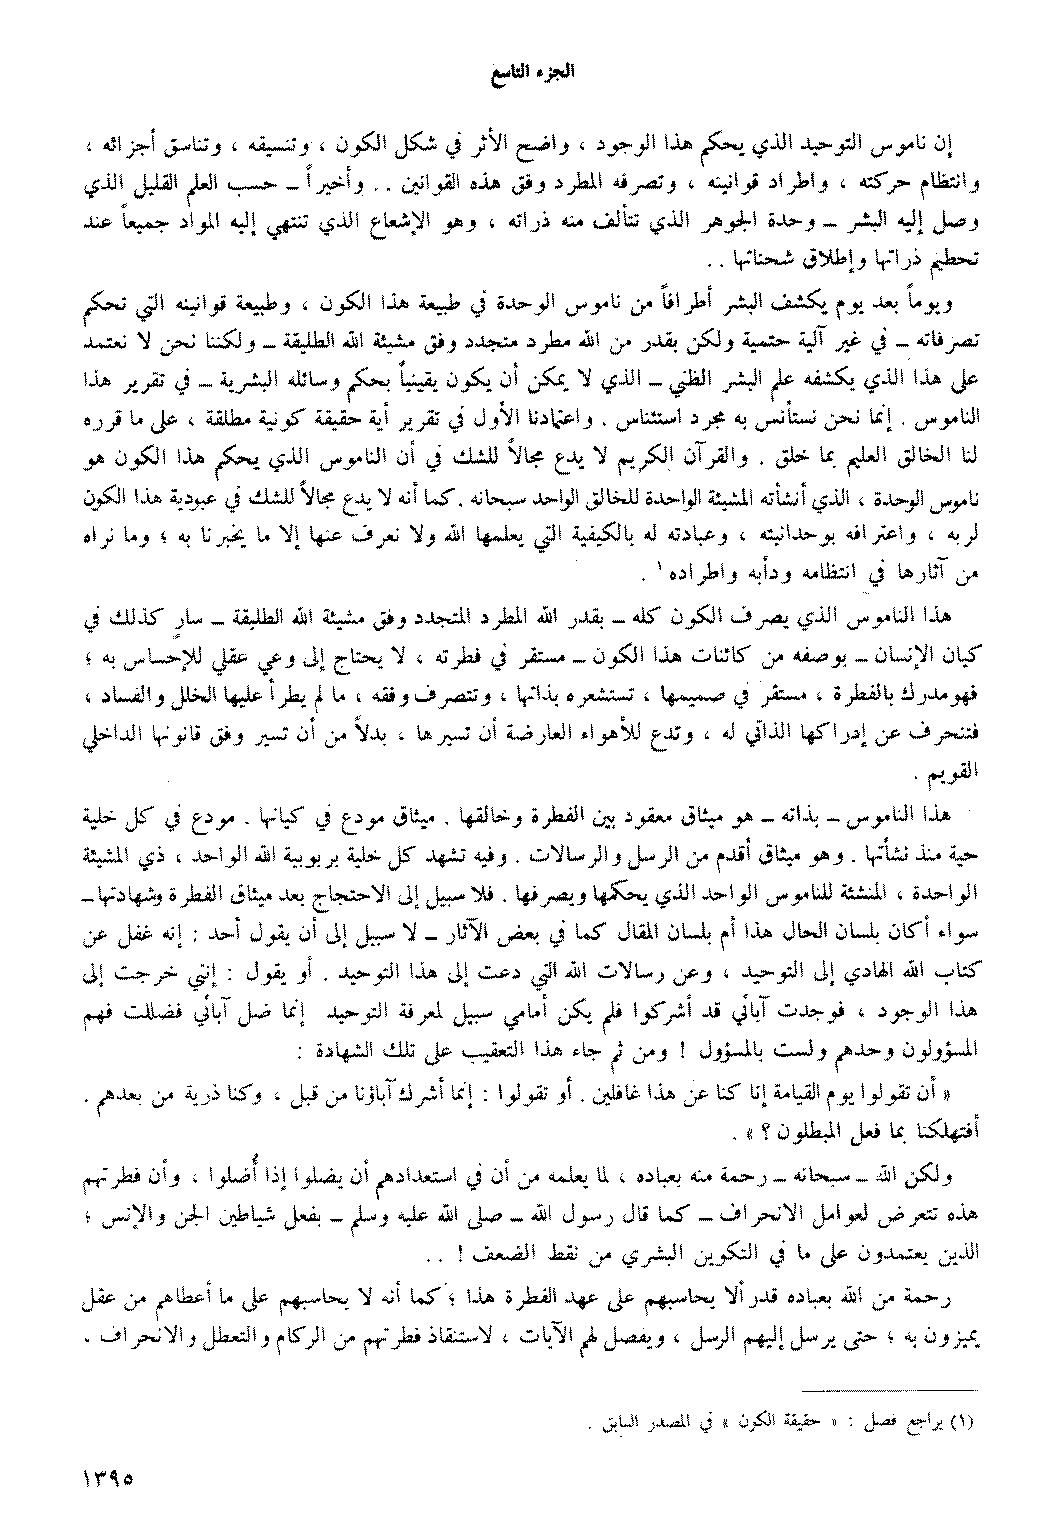 الجزء التاسع
إن ناموس التوحيد الذي يحكم هذا الوجود ، واضح الأثر في شكل الكون ، وتنسيقه ، وتناسق أجزائه ،
وانتظام حركته ، واطراد قوانينه ، وتصرفه المطرد وفق هذه القوانين .. وأخيراً – حسب العلم القليل الذي
وصل إليه البشر – وحدة الجوهر الذي تتألف منه ذراته ، وهو الإشعاع الذي تنتهي إليه المواد جميعاً عند
تحطيم ذراتها وإطلاق شحناتها ..
ويوماً بعد يوم يكشف البشر أطرافاً من ناموس الوحدة في طبيعة هذا الكون ، وطبيعة قوانينه التي تحكم
تصرفاته – في غير آلية حتمية ولكن بقدر من الله مطرد متجدد وفق مشيئة الله الطليقة – ولكننا نحن لا نعتمد
على هذا الذي يكشفه علم البشر الظني – الذي لا يمكن أن يكون يقينياً بحكم وسائله البشرية – في تقرير هذا
الناموس . إنما نحن نستأنس به مجرد استئناس . واعتمادنا الأول في تقرير أية حقيقة كونية مطلقة ، على ما قرره
لنا الخالق العليم بما خلق . والقرآن الكريم لا يدع مجالاً للشك في أن الناموس الذي يحكم هذا الكون هو
ناموس الوحدة ، الذي أنشأته المشيئة الواحدة للخالق الواحد سبحانه . كما أنه لا يدع مجالاً للشك في عبودية هذا الكون
لربه ، واعترافه بوحدانيته ، وعبادته له بالكيفية التي يعلمها الله ولا نعرف عنها إلا ما يخبرنا به ؛ وما نراه
من آثارها في انتظامه ودأبه واطراده ١ .
هذا الناموس الذي يصرف الكون كله – بقدر الله المطرد المتجدد وفق مشيئة الله الطليقة – سارٍ كذلك في
كيان الإنسان – بوصفه من كائنات هذا الكون – مستقر في فطرته ، لا يحتاج إلى وعي عقلي للإحساس به ؛
فهو مدرك بالفطرة ، مستقر في صميمها ، تستشعره بذاتها ، وتتصرف وفقه ، ما لم يطرأ عليها الخلل والفساد ،
فتنحرف عن إدراكها الذاتي له ، وتدع للأهواء العارضة أن تسيرها ، بدلاً من أن تسير وفق قانونها الداخلي
القويم .
هذا الناموس – بذاته – هو ميثاق معقود بين الفطرة وخالقها . ميثاق مودع في كيانها . مودع في كل خلية
حية منذ نشأتها . وهو ميثاق أقدم من الرسل والرسالات . وفيه تشهد كل خلية بربوبية الله الواحد ، ذي المشيئة
الواحدة ، المنشئة للناموس الواحد الذي يحكمها ويصرفها . فلا سبيل إلى الاحتجاج بعد ميثاق الفطرة وشهادتها –
سواء أكان بلسان الحال هذا أم بلسان المقال كما في بعض الآثار – لا سبيل إلى أن يقول أحد : إنه غفل عن
كتاب الله الهادي إلى التوحيد ، وعن رسالات الله التي دعت إلى هذا التوحيد . أو يقول : إنني خرجت إلى
هذا الوجود ، فوجدت آبائي قد أشركوا فلم يكن أمامي سبيل لمعرفة التوحيد إنما ضل آبائي فضللت فهم
المسؤولون وحدهم ولست بالمسؤول ! ومن ثم جاء هذا التعقيب على تلك الشهادة :
« أن تقولوا يوم القيامة إنا كنا عن هذا غافلين . أو تقولوا : إنما أشرك آباؤنا من قبل ، وكنا ذرية من بعدهم .
أفتهلكنا بما فعل المبطلون ؟ » .
ولكن الله – سبحانه – رحمة منه بعباده ، لما يعلمه من أن في استعدادهم أن يضلوا إذا أُضلوا ، وأن فطرتهم
هذه تتعرض لعوامل الانحراف – كما قال رسول الله – صلى الله عليه وسلم – بفعل شياطين الجن والإنس ؛
الذين يعتمدون على ما في التكوين البشري من نقط الضعف ! ..
رحمة من الله بعباده قدر ألا يحاسبهم على عهد الفطرة هذا ؛ كما أنه لا يحاسبهم على ما أعطاهم من عقل
يميزون به ؛ حتى يرسل إليهم الرسل ، ويفصل لهم الآيات ، لاستنقاذ فطرتهم من الركام والتعطل والانحراف .
(١) يراجع فصل : « حقيقة الكون » في المصدر السابق .
١٣٩٥